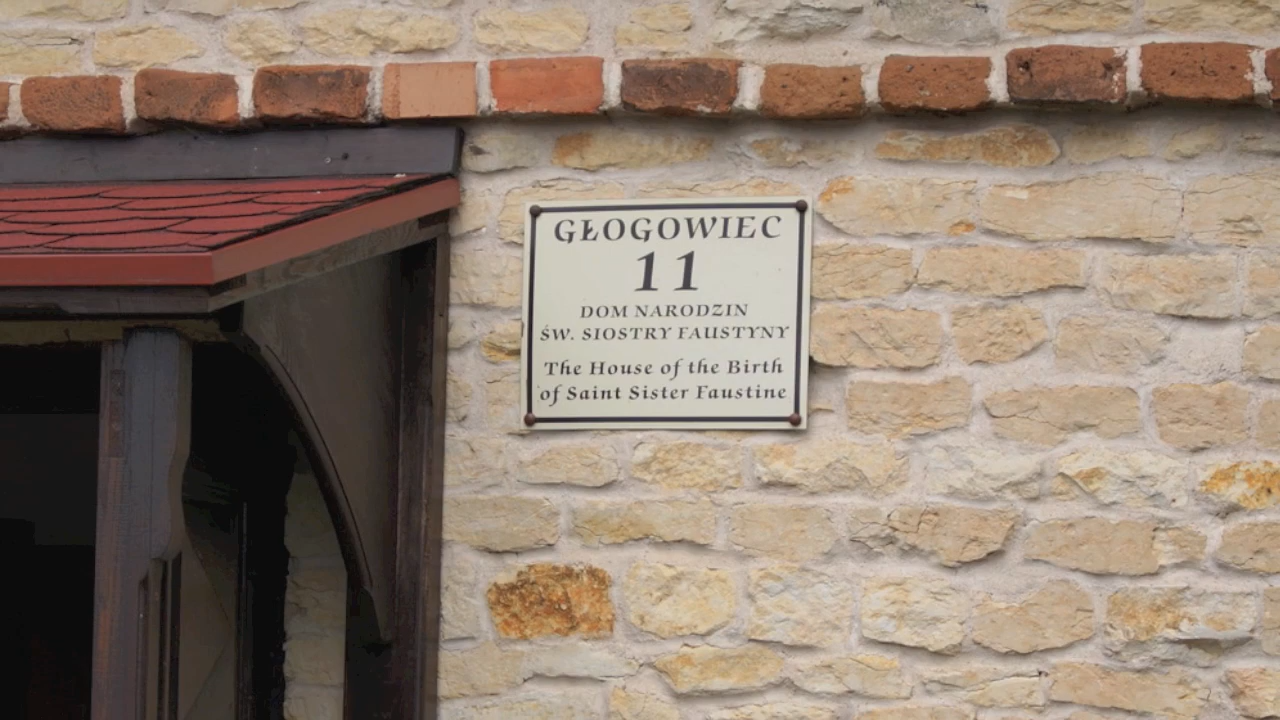 GŁOGOWIEC
11
DOM NARODZIN
ŚW. SIOSTRY FAUSTYNY
The House of the Birth
of Saint Sister Faustine